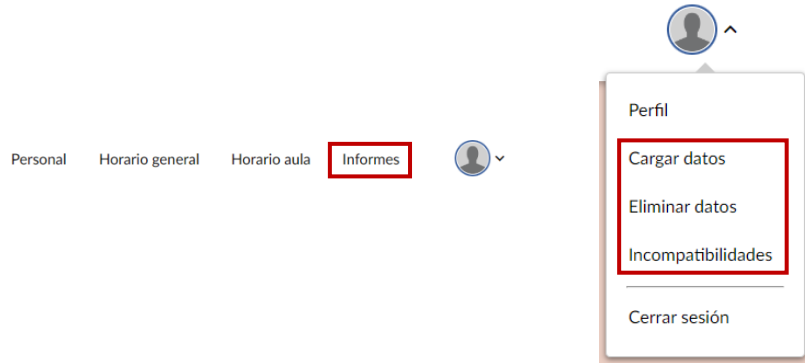 Personal Horario general Horario aula Informes
Perfil
Cargar datos
Eliminar datos
Incompatibilidades
Cerrar sesión